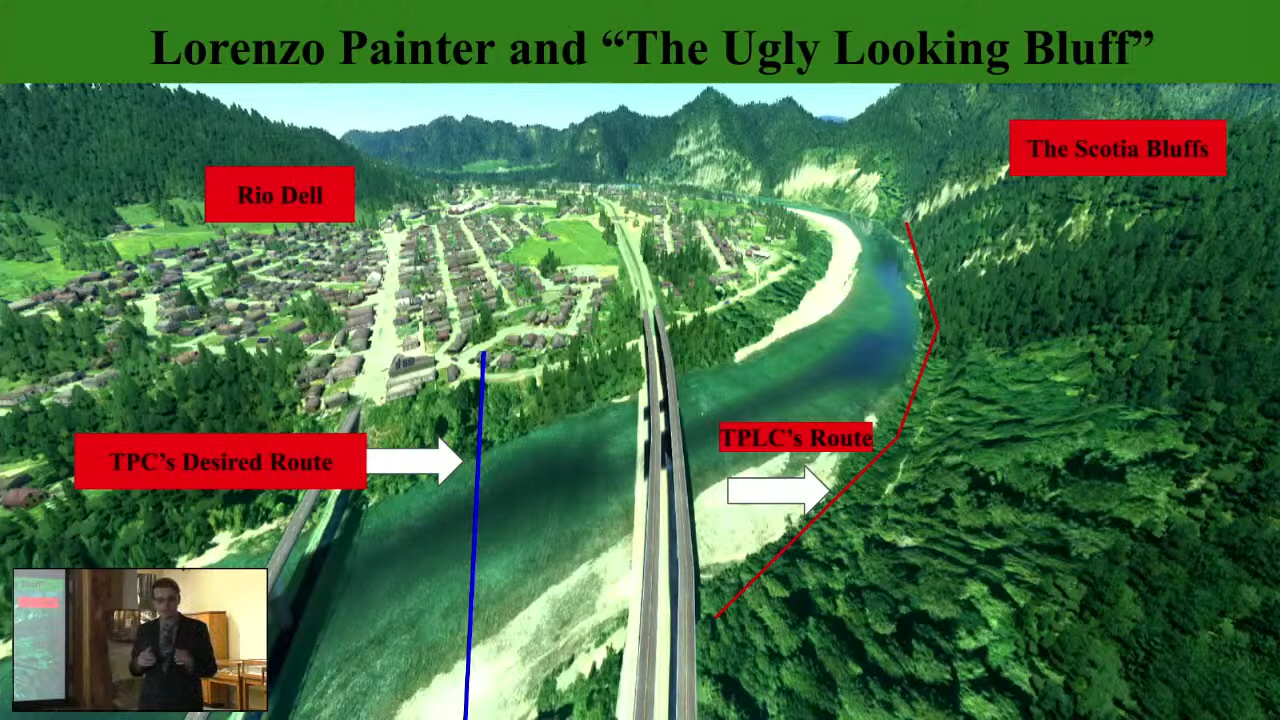 Lorenzo Painter and “The Ugly Looking Bluff”
The Scotia Bluffs
Rio Dell
TPLC’s Route
TPC’s Desired Route